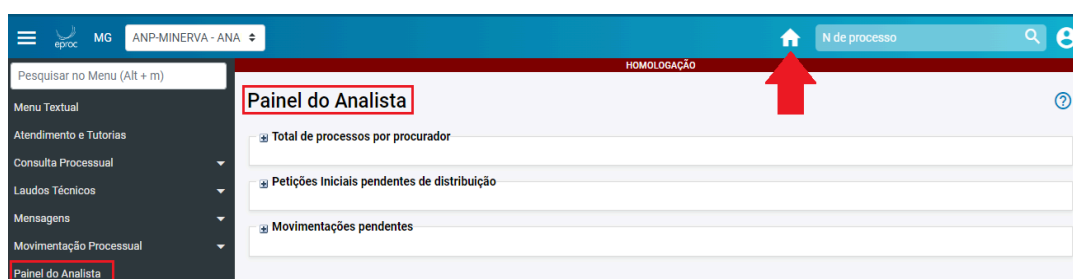 eproc MG ANP-MINERVA - ANA N de processo
Pesquisar no Menu (Alt + m)
HOMOLOGAÇÃO
Menu Textual
Painel do Analista
Atendimento e Tutorias
Total de processos por procurador
Consulta Processual
Laudos Técnicos
Petições Iniciais pendentes de distribuição
Mensagens
Movimentações pendentes
Movimentação Processual
Painel do Analista